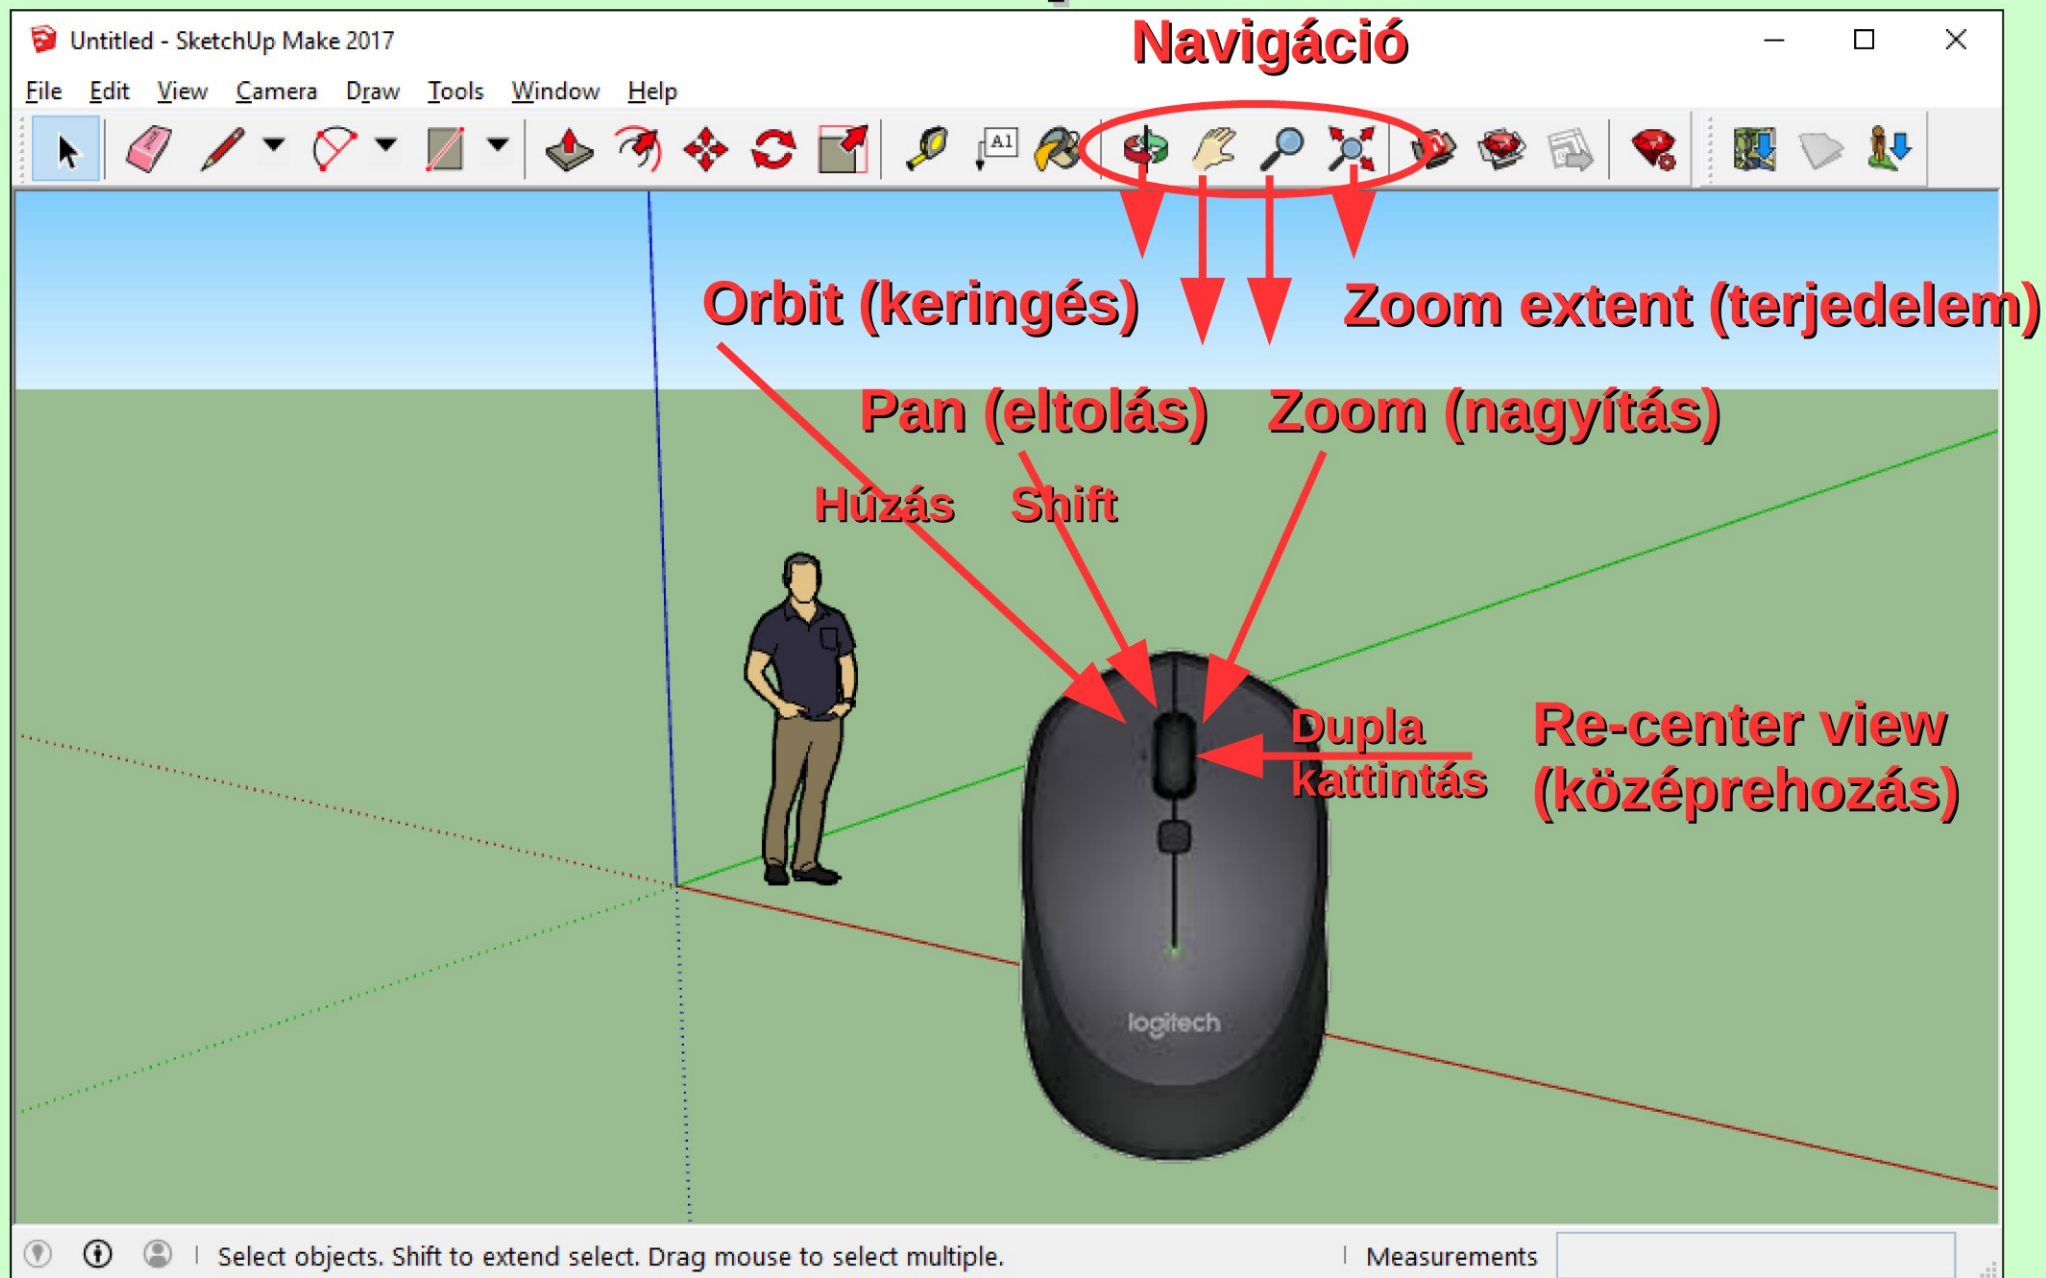 Untitled - SketchUp Make 2017
Navigáció
File Edit View Camera Draw Tools Window Help
A1
Orbit (keringés)
Zoom extent (terjedelem)
Pan (eltolás)
Zoom (nagyítás)
Húzás
Shift
Dupla
kattintás
Re-center view
(középrehozás)
logitech
Select objects. Shift to extend select. Drag mouse to select multiple.
Measurements